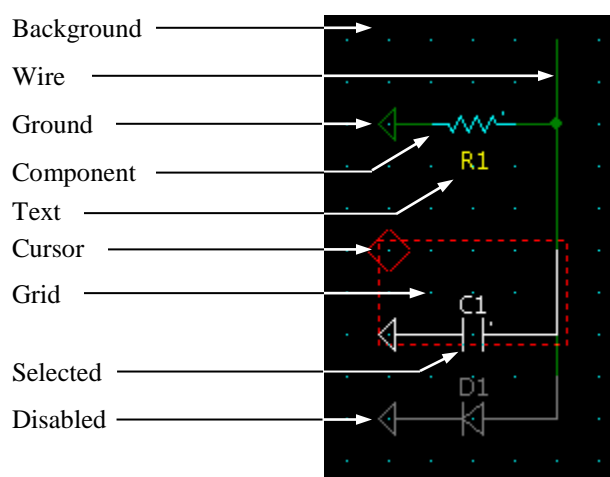 Background
Wire
Ground
Component
R1
Text
Cursor
Grid
C1
Selected
D1
Disabled